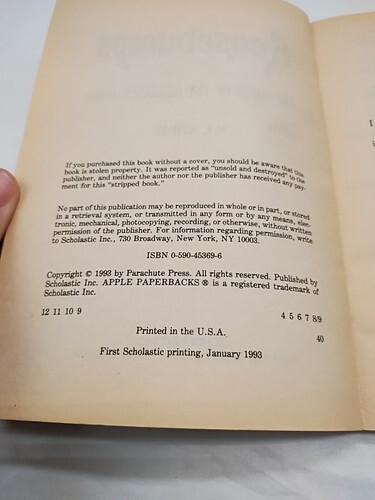 Goosebumps
If you purchased this book without a cover, you should be aware that this
book is stolen property. It was reported as "unsold and destroyed" to the
publisher, and neither the author nor the publisher has received any pay-
ment for this "stripped book."
No part of this publication may be reproduced in whole or in part, or stored
in a retrieval system, or transmitted in any form or by any means, elec-
tronic, mechanical, photocopying, recording, or otherwise, without written
permission of the publisher. For information regarding permission, write
to Scholastic Inc., 730 Broadway, New York, NY 10003.
ISBN 0-590-45369-6
Copyright © 1993 by Parachute Press. All rights reserved. Published by
Scholastic Inc. APPLE PAPERBACKS ® is a registered trademark of
Scholastic Inc.
12 11 10 9 4 5 6 7 8/9
Printed in the U.S.A. 40
First Scholastic printing, January 1993
I